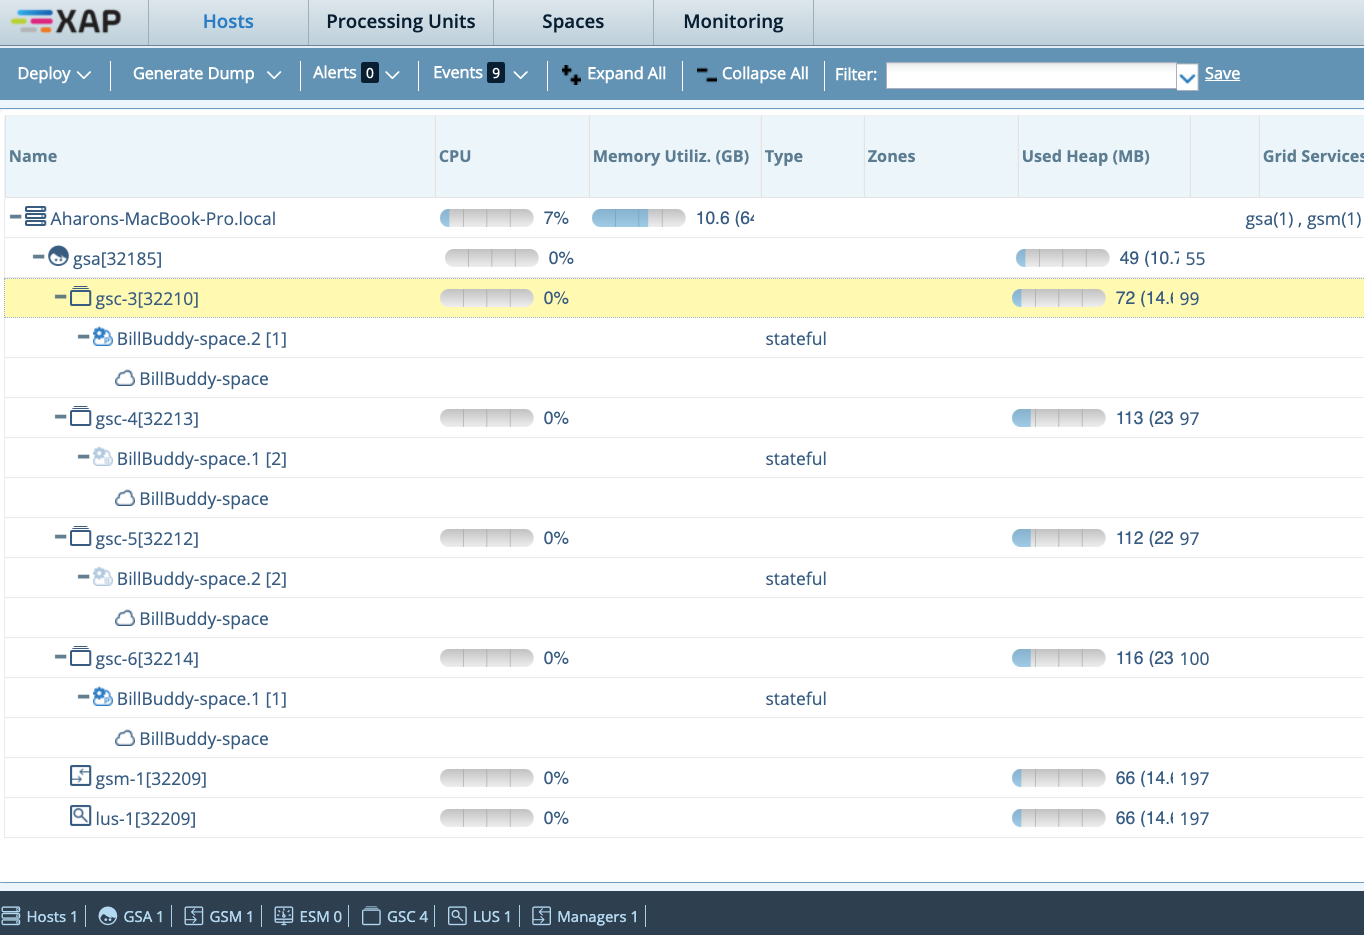 XAP Hosts Processing Units Spaces Monitoring
Deploy Generate Dump Alerts 0 Events 9 Expand All Collapse All Filter: Save
Name CPU Memory Utiliz. (GB) Type Zones Used Heap (MB) Grid Services
Aharons-MacBook-Pro.local 7% 10.6 (64 gsa(1) , gsm(1)
gsa[32185] 0% 49 (10.7 55
gsc-3[32210] 0% 72 (14.6 99
BillBuddy-space.2 [1] stateful
BillBuddy-space
gsc-4[32213] 0% 113 (23 97
BillBuddy-space.1 [2] stateful
BillBuddy-space
gsc-5[32212] 0% 112 (22 97
BillBuddy-space.2 [2] stateful
BillBuddy-space
gsc-6[32214] 0% 116 (23 100
BillBuddy-space.1 [1] stateful
BillBuddy-space
gsm-1[32209] 0% 66 (14.6 197
lus-1[32209] 0% 66 (14.6 197
Hosts 1 GSA 1 GSM 1 ESM 0 GSC 4 LUS 1 Managers 1